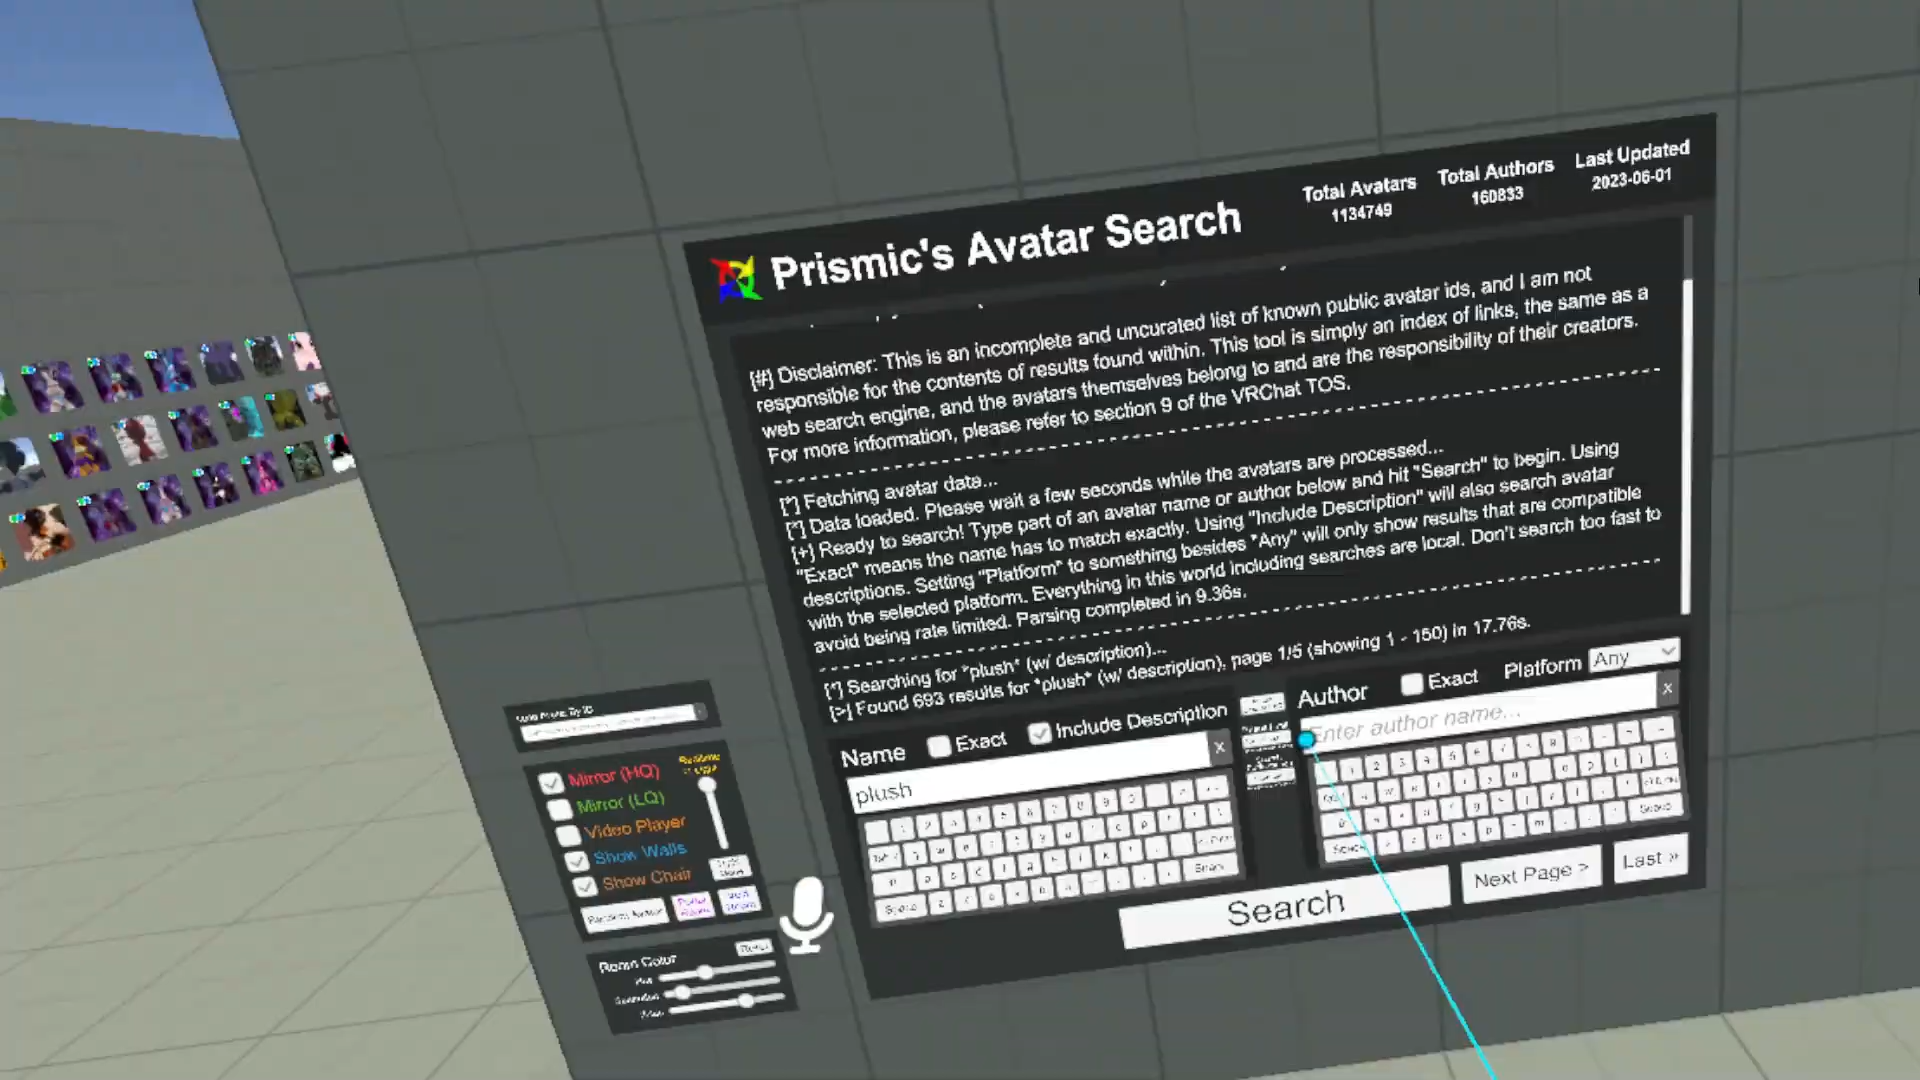 Prismic's Avatar Search
Total Avatars
1134749
Total Authors
160833
Last Updated
2023-06-01
[#] Disclaimer: This is an incomplete and uncurated list of known public avatar ids, and I am not
responsible for the contents of results found within. This tool is simply an index of links, the same as a
web search engine, and the avatars themselves belong to and are the responsibility of their creators.
For more information, please refer to section 9 of the VRChat TOS.
[*] Fetching avatar data...
[*] Data loaded. Please wait a few seconds while the avatars are processed...
[+] Ready to search! Type part of an avatar name or author below and hit "Search" to begin. Using
"Exact" means the name has to match exactly. Using "Include Description" will also search avatar
descriptions. Setting "Platform" to something besides "Any" will only show results that are compatible
with the selected platform. Everything in this world including searches are local. Don't search too fast to
avoid being rate limited. Parsing completed in 9.36s.
[*] Searching for *plush* (w/ description)...
[>] Found 693 results for *plush* (w/ description), page 1/5 (showing 1 - 150) in 17.76s.
Name
Exact
Include Description
Author
Exact
Platform
Any
plush
x
Enter author name...
x
Search
Next Page >
Last »
Mirror (HQ)
Mirror (LQ)
Video Player
Show Walls
Show Chair
Random Avatar
Room Color
Reset